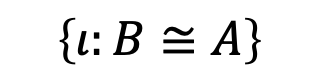 {𝜄: 𝐵 ≅ 𝐴}